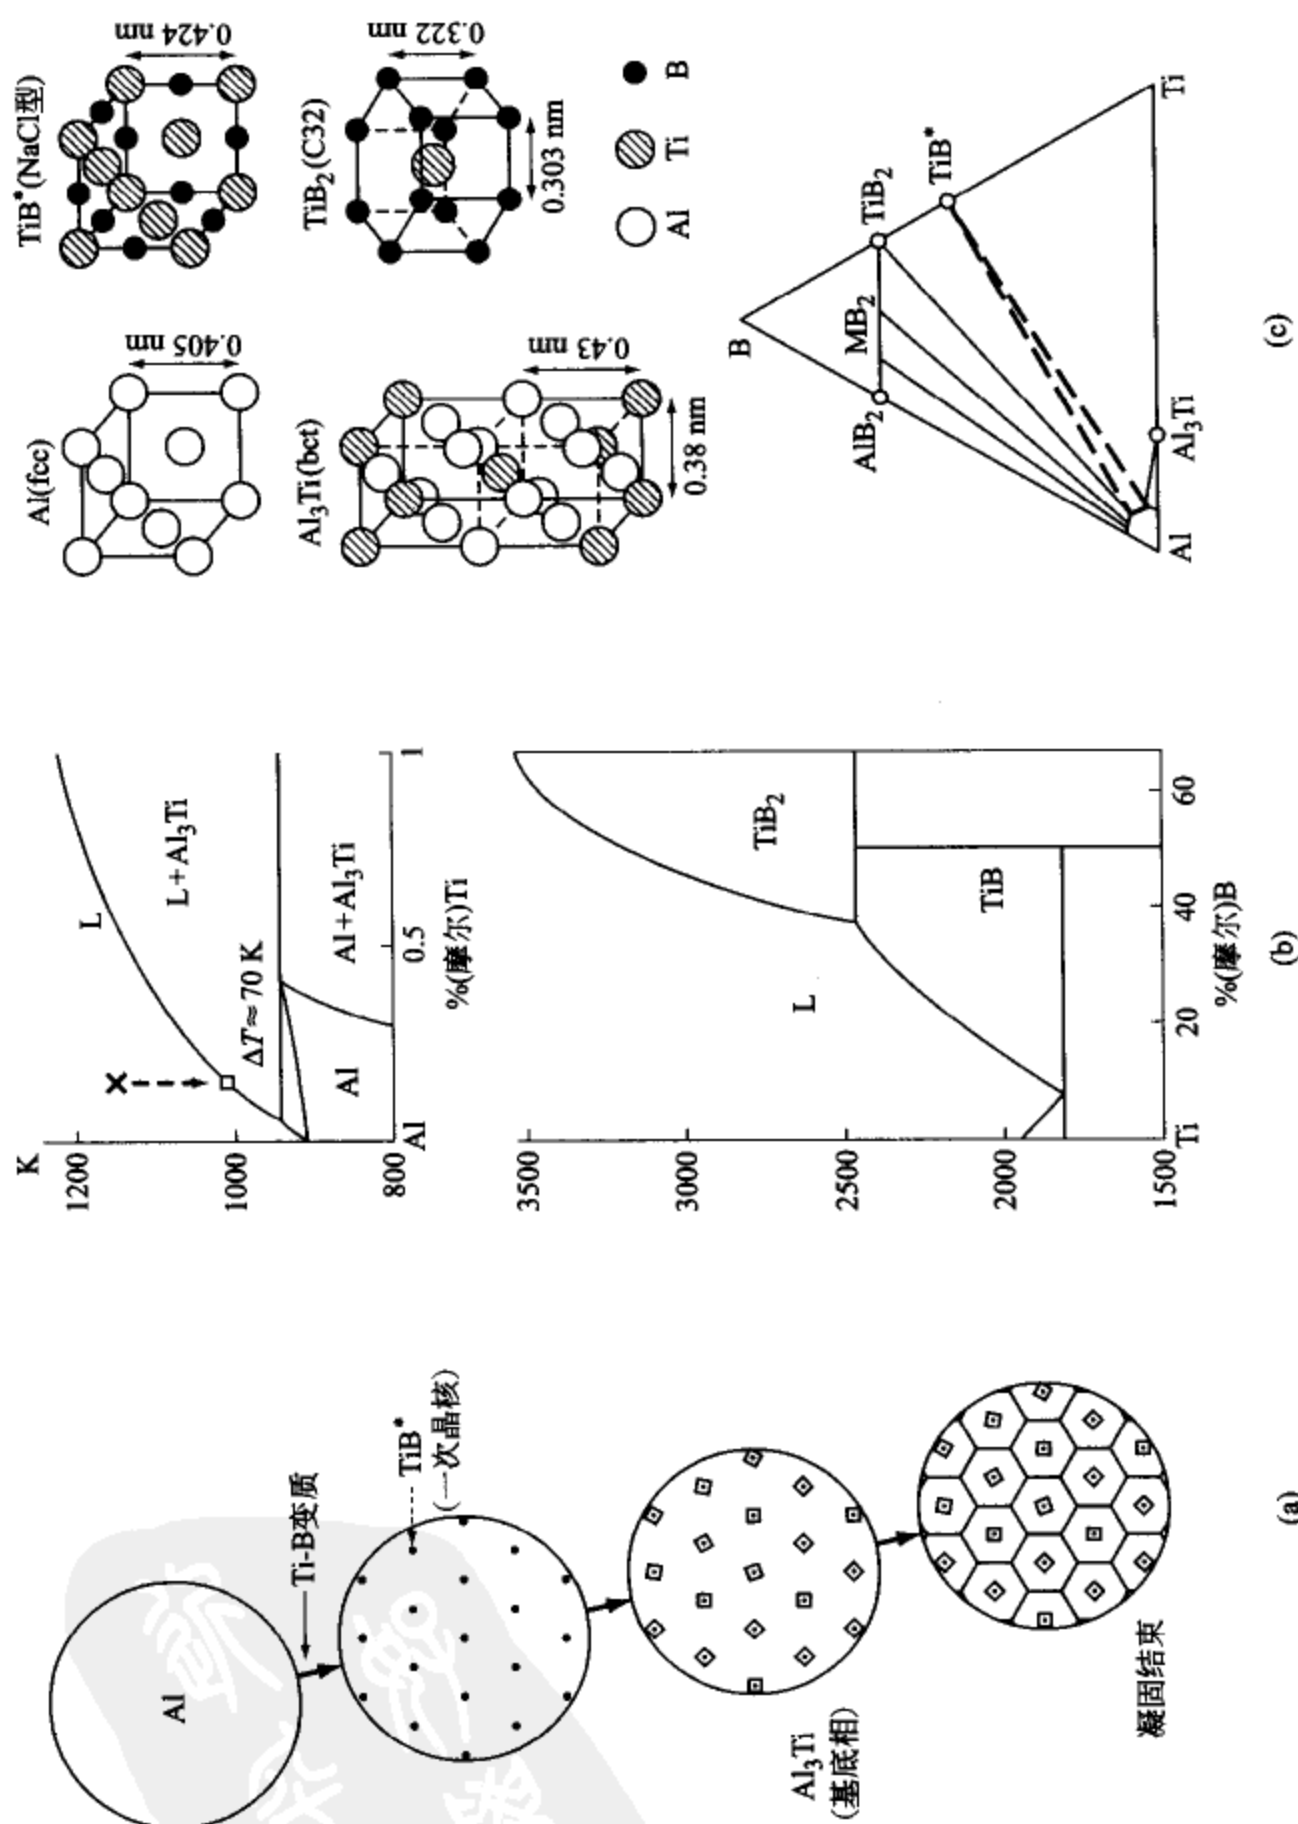 Al
Ti-B变质
TiB*
(一次晶核)
Al₃Ti
(基底相)
凝固结束
(a)
K
1200
1000
800
L
L+Al₃Ti
ΔT≈70 K
Al
Al+Al₃Ti
Al
0.5
1
%(摩尔)Ti
3500
3000
2500
2000
1500
L
TiB₂
TiB
Ti
20
40
60
%(摩尔)B
(b)
Al(fcc)
0.405 nm
TiB*(NaCl型)
0.424 nm
Al₃Ti(bct)
0.43 nm
0.38 nm
TiB₂(C32)
0.322 nm
0.303 nm
Al
Ti
B
B
AlB₂
MB₂
TiB₂
TiB*
Al
Al₃Ti
Ti
(c)